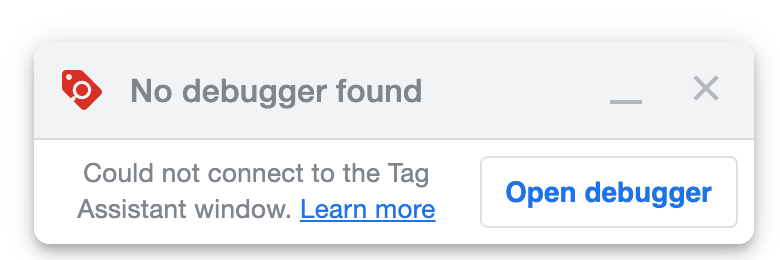 No debugger found
Could not connect to the Tag
Assistant window. Learn more
Open debugger